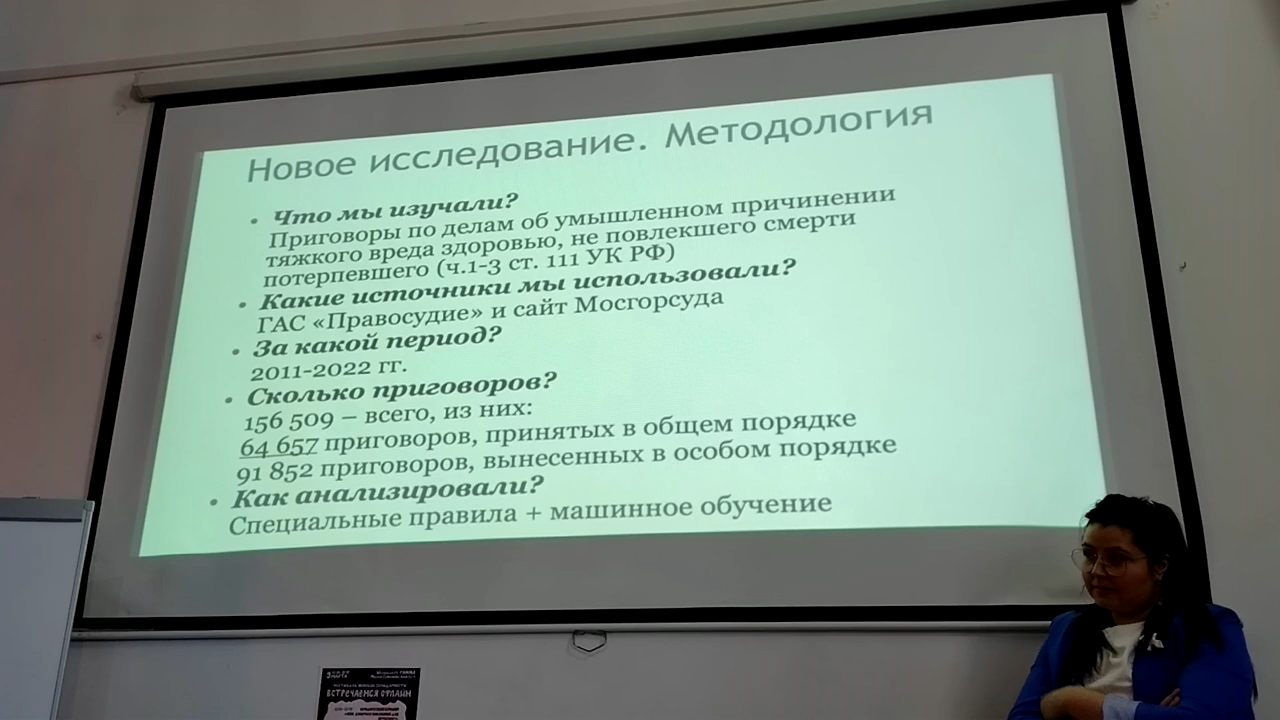 Новое исследование. Методология
• Что мы изучали?
Приговоры по делам об умышленном причинении
тяжкого вреда здоровью, не повлекшего смерти
потерпевшего (ч.1-3 ст. 111 УК РФ)
• Какие источники мы использовали?
ГАС «Правосудие» и сайт Мосгорсуда
• За какой период?
2011-2022 гг.
• Сколько приговоров?
156 509 – всего, из них:
64 657 приговоров, принятых в общем порядке
91 852 приговоров, вынесенных в особом порядке
• Как анализировали?
Специальные правила + машинное обучение
МАРТА
ВСТРЕЧАЕМСЯ ОФЛАЙН